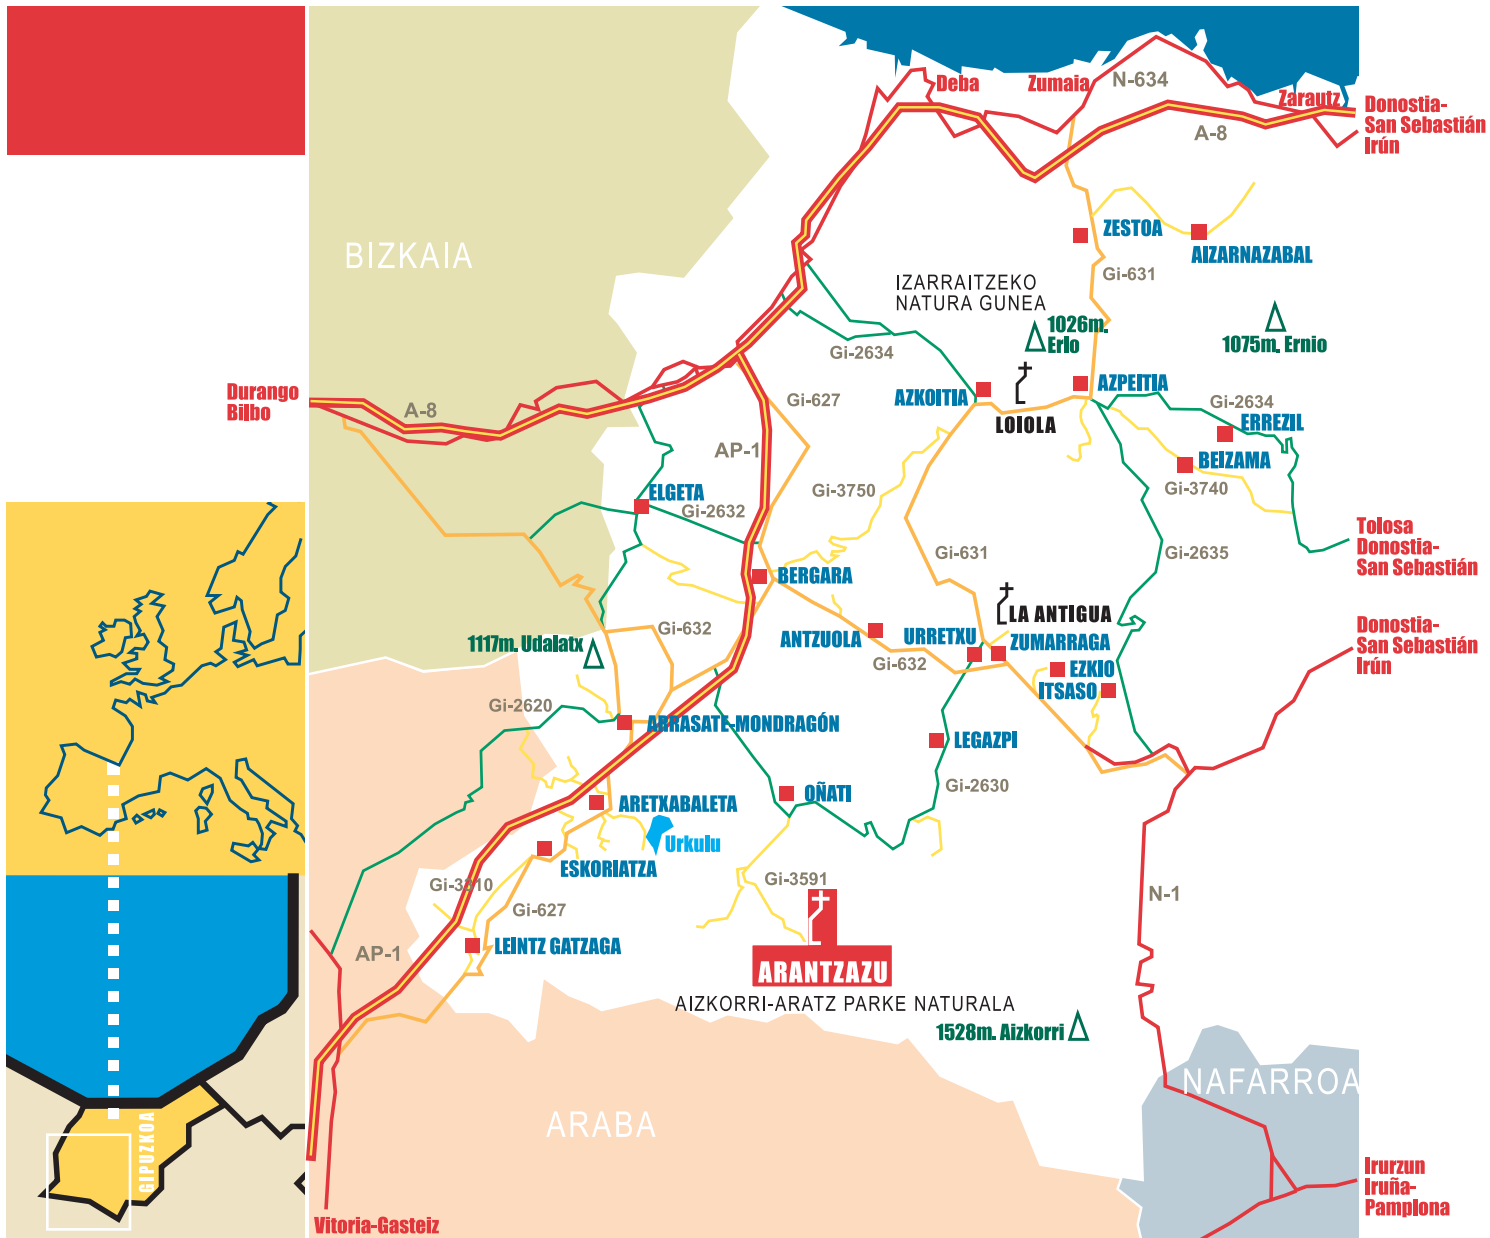 Deba
Zumaia
N-634
Zarautz
Donostia-
San Sebastián
Irún
A-8
ZESTOA
AIZARNAZABAL
BIZKAIA
Gi-631
IZARRAITZEKO
NATURA GUNEA
1026m.
Erlo
1075m. Ernio
Gi-2634
Durango
Bilbo
A-8
Gi-627
AZKOITIA
AZPEITIA
LOIOLA
Gi-2634
ERREZIL
AP-1
BEIZAMA
Gi-3740
ELGETA
Gi-2632
Gi-3750
Tolosa
Donostia-
San Sebastián
Gi-631
Gi-2635
BERGARA
LA ANTIGUA
Gi-632
1117m. Udalatx
ANTZUOLA
URRETXU
ZUMARRAGA
Gi-632
EZKIO
ITSASO
Donostia-
San Sebastián
Irún
Gi-2620
ARRASATE-MONDRAGÓN
LEGAZPI
Gi-2630
OÑATI
ARETXABALETA
Urkulu
ESKORIATZA
Gi-3310
Gi-627
Gi-3591
N-1
LEINTZ GATZAGA
AP-1
ARANTZAZU
AIZKORRI-ARATZ PARKE NATURALA
1528m. Aizkorri
NAFARROA
ARABA
GIPUZKOA
Irurzun
Iruña-
Pamplona
Vitoria-Gasteiz